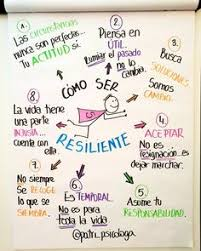 1.
Las circunstancias
nunca son perfectas...
Tu ACTITUD sí.
2.
Piensa en
ÚTIL.
el pasado
no lo
cambia.
3.
Busca
SOLUCIONES
Somos
CAMBIO.
CÓMO SER
RESILIENTE
4.
ACEPTAR
No es
RESIGNACIÓN es
dejar marchar.
5.
Asume tu
RESPONSABILIDAD.
6.
Es TEMPORAL
No es para
toda la vida
7.
No siempre
SE RECOGE
lo que se
SIEMBRA.
8.
La vida tiene
una parte
INJUSTA...
Cuenta con
ella
@patri_psicologa